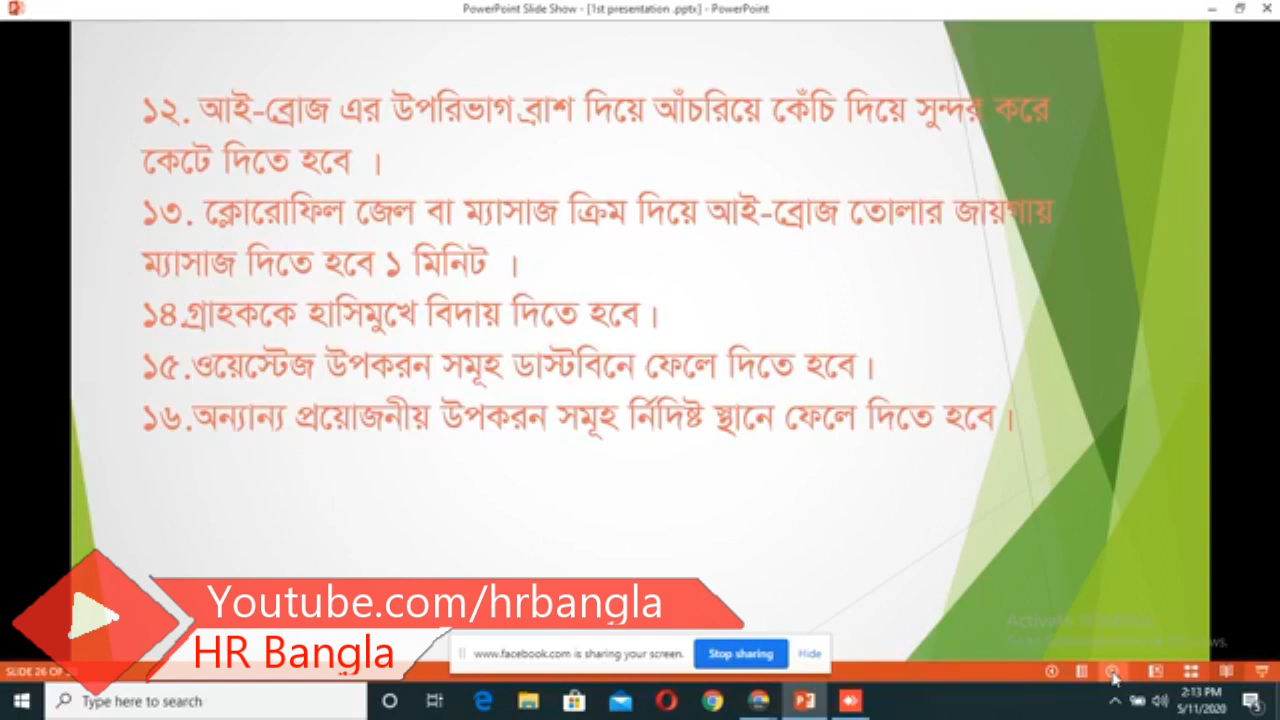 PowerPoint Slide Show - [1st presentation .pptx] - PowerPoint
১২. আই-ব্রোজ এর উপরিভাগ ব্রাশ দিয়ে আঁচরিয়ে কেঁচি দিয়ে সুন্দর করে
কেটে দিতে হবে ।
১৩. ক্লোরোফিল জেল বা ম্যাসাজ ক্রিম দিয়ে আই-ব্রোজ তোলার জায়গায়
ম্যাসাজ দিতে হবে ১ মিনিট ।
১৪.গ্রাহককে হাসিমুখে বিদায় দিতে হবে।
১৫.ওয়েস্টেজ উপকরন সমূহ ডাস্টবিনে ফেলে দিতে হবে।
১৬.অন্যান্য প্রয়োজনীয় উপকরন সমূহ র্নিদিষ্ট স্থানে ফেলে দিতে হবে।
Youtube.com/hrbangla
HR Bangla
www.facebook.com is sharing your screen. Stop sharing Hide
SLIDE 26 OF
Type here to search
2:13 PM
5/11/2020